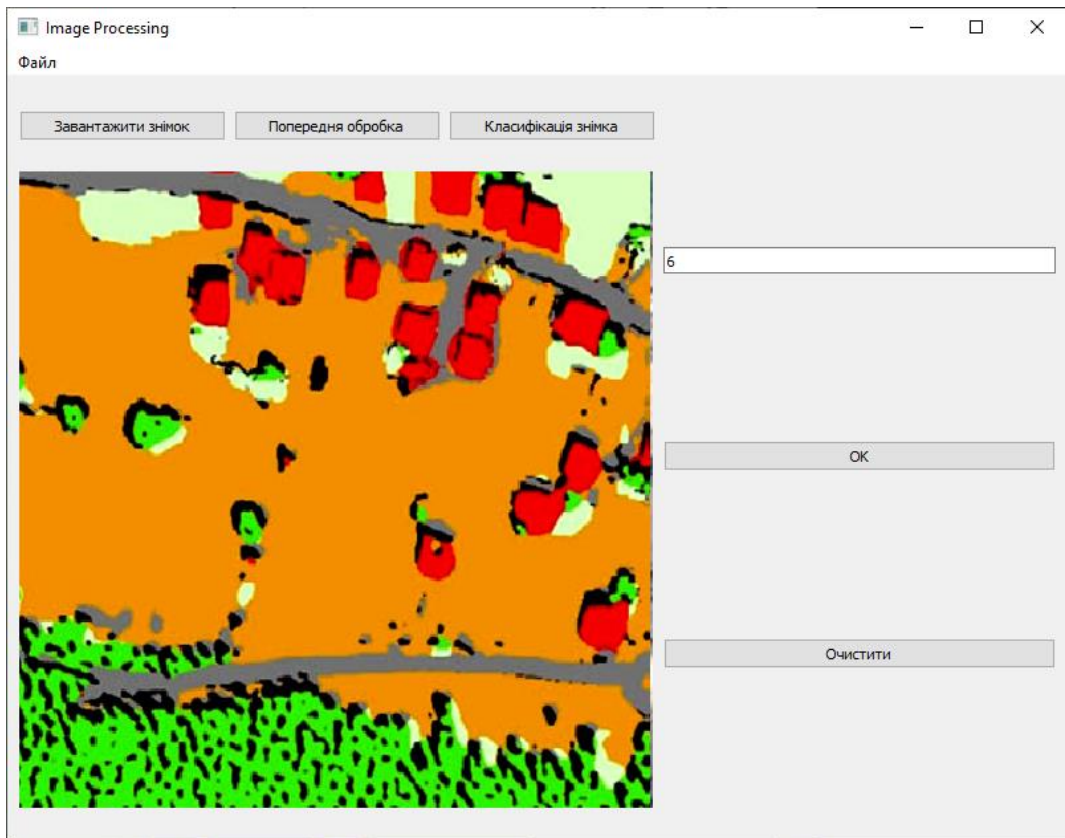 Image Processing
Файл
Завантажити знімок Попередня обробка Класифікація знімка
6
OK
Очистити